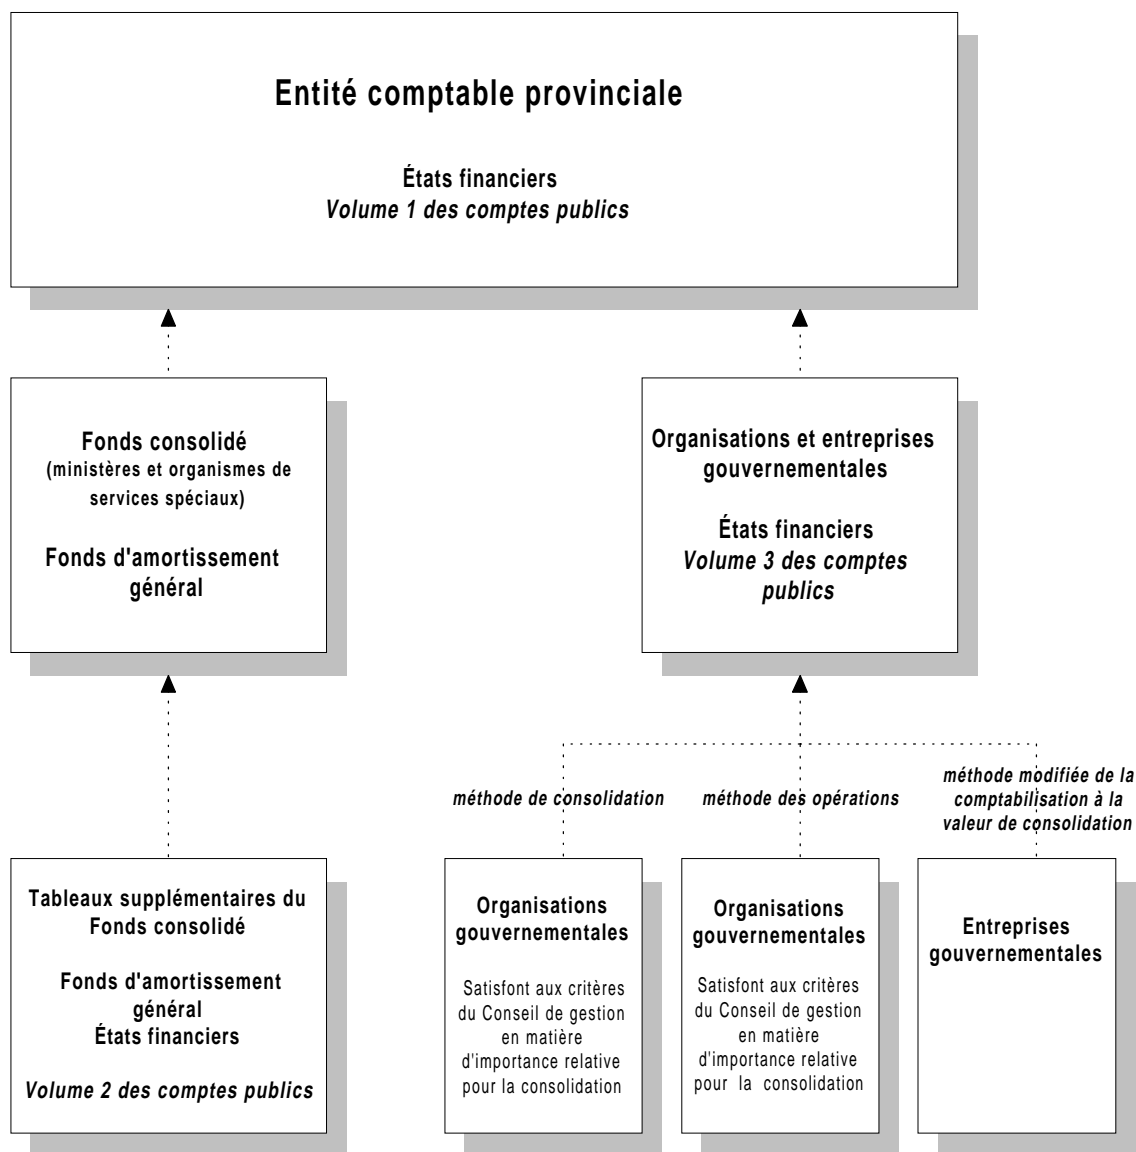 Entité comptable provinciale
États financiers
Volume 1 des comptes publics
Fonds consolidé
(ministères et organismes de
services spéciaux)
Fonds d'amortissement
général
Organisations et entreprises
gouvernementales
États financiers
Volume 3 des comptes
publics
méthode de consolidation
méthode des opérations
méthode modifiée de la
comptabilisation à la
valeur de consolidation
Tableaux supplémentaires du
Fonds consolidé
Fonds d'amortissement
général
États financiers
Volume 2 des comptes publics
Organisations
gouvernementales
Satisfont aux critères
du Conseil de gestion
en matière
d'importance relative
pour la consolidation
Organisations
gouvernementales
Satisfont aux critères
du Conseil de gestion
en matière
d'importance relative
pour la consolidation
Entreprises
gouvernementales